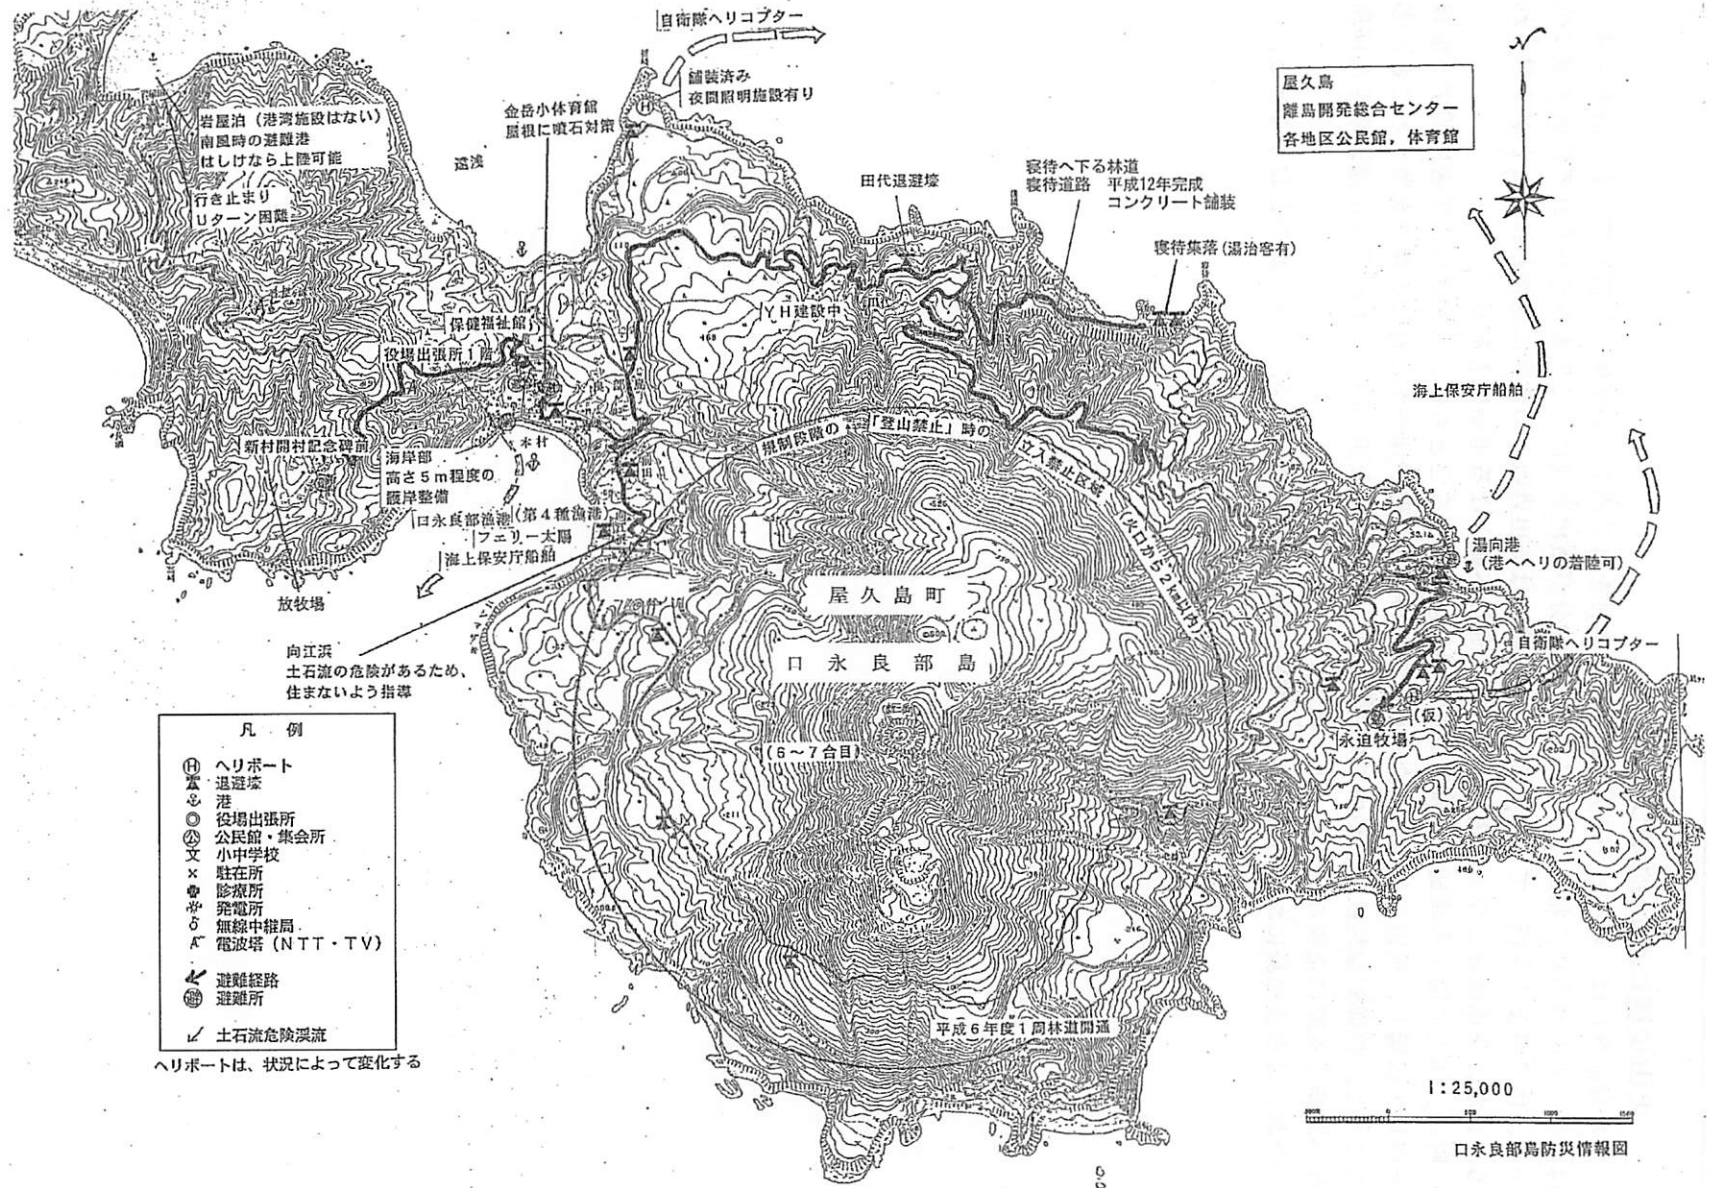 自衛隊ヘリコプター
舗装済み
夜間照明施設有り
金岳小体育館
屋根に噴石対策
岩屋泊（港湾施設はない）
南風時の避難港
はしけなら上陸可能
行き止まり
Uターン困難
遠浅
田代退避壕
寝待へ下る林道
寝待道路　平成12年完成
コンクリート舗装
寝待集落(湯治客有)
屋久島
離島開発総合センター
各地区公民館，体育館
海上保安庁船舶
ＹＨ建設中
保健福祉館
役場出張所１階
新村開村記念碑前
本村
海岸部
高さ５ｍ程度の
護岸整備
口永良部漁港(第４種漁港)
フェリー太陽
海上保安庁船舶
放牧場
向江浜
土石流の危険があるため、
住まないよう指導
規制段階の「登山禁止」時の立入禁止区域（火口から２km以内）
湯向港
(港へヘリの着陸可)
自衛隊ヘリコプター
(仮)
永迫牧場
屋久島町
口永良部島
(６～７合目)
平成６年度１周林道開通
凡　例
Ⓗ ヘリポート
退避壕
港
◎ 役場出張所
公民館・集会所
文 小中学校
× 駐在所
診療所
発電所
無線中継局
電波塔（ＮＴＴ・ＴＶ）
避難経路
避難所
土石流危険渓流
ヘリポートは、状況によって変化する
1:25,000
口永良部島防災情報図